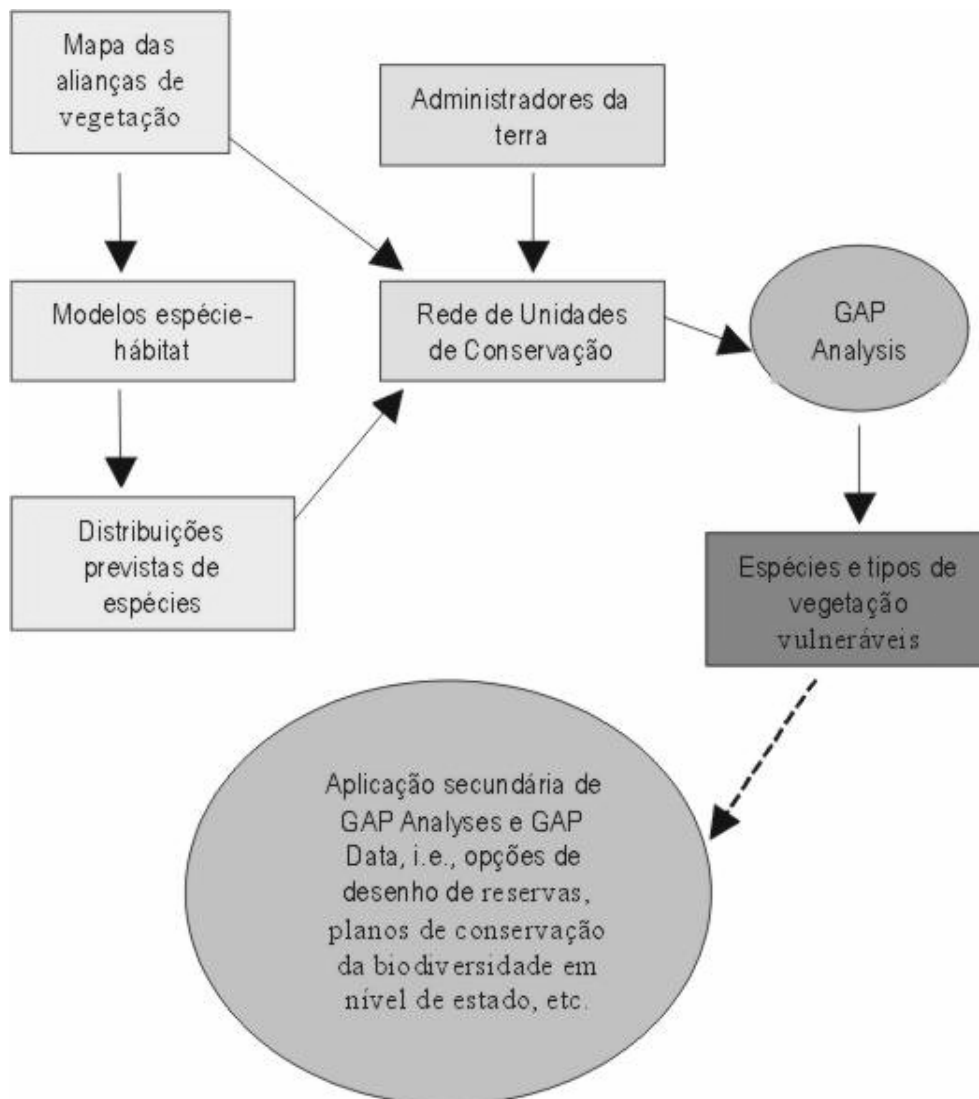 Mapa das
alianças de
vegetação
Administradores da
terra
Modelos espécie-
hábitat
Rede de Unidades
de Conservação
GAP
Analysis
Distribuições
previstas de
espécies
Espécies e tipos de
vegetação
vulneráveis
Aplicação secundária de
GAP Analyses e GAP
Data, i.e., opções de
desenho de reservas,
planos de conservação
da biodiversidade em
nível de estado, etc.